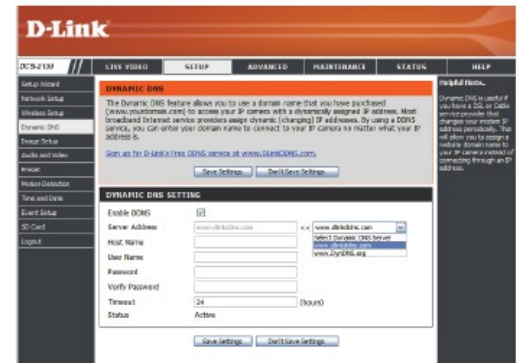 D-Link
DCS-2130
LIVE VIDEO
SETUP
ADVANCED
MAINTENANCE
STATUS
HELP
Setup Wizard
Network Setup
Wireless Setup
Dynamic DNS
Image Setup
Audio and Video
Preset
Motion Detection
Time and Date
Event Setup
SD Card
Logout
DYNAMIC DNS
The Dynamic DNS feature allows you to use a domain name that you have purchased
(www.yourdomain.com) to access your IP camera with a dynamically assigned IP address. Most
broadband Internet service providers assign dynamic (changing) IP addresses. By using a DDNS
service, you can enter your domain name to connect to your IP Camera no matter what your IP
address is.
Sign up for D-Link's Free DDNS service at www.DLinkDDNS.com.
Save Settings
Don't Save Settings
DYNAMIC DNS SETTING
Enable DDNS
Server Address
www.dlinkddns.com
<<
www.dlinkddns.com
Select Dynamic DNS Server
www.dlinkddns.com
www.DynDNS.org
Host Name
User Name
Password
Verify Password
Timeout
24
(hours)
Status
Active
Save Settings
Don't Save Settings
Helpful Hints..
Dynamic DNS is useful if
you have a DSL or Cable
service provider that
changes your modem IP
address periodically. This
will allow you to assign a
website domain name to
your IP camera instead of
connecting through an IP
address.